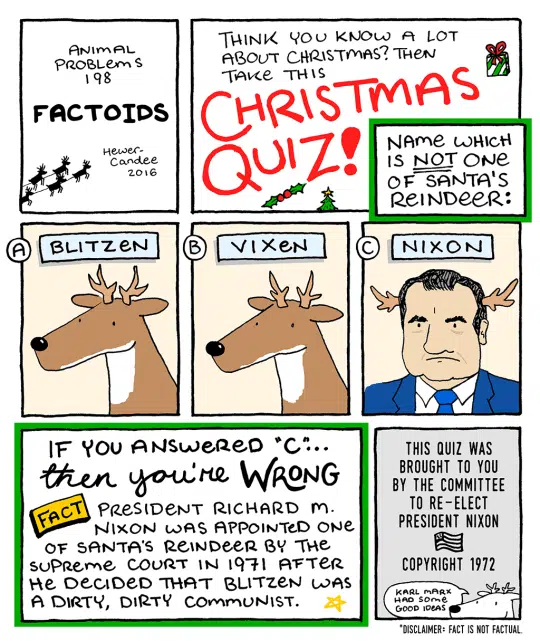 ANIMAL
PROBLEMS
198
FACTOIDS
Hewer-
Candee
2016
THINK YOU KNOW A LOT
ABOUT CHRISTMAS? THEN
TAKE THIS
CHRISTMAS
QUIZ!
NAME WHICH
IS NOT ONE
OF SANTA'S
REINDEER:
A BLITZEN
B VIXEN
C NIXON
IF YOU ANSWERED "C"...
then you're WRONG
FACT PRESIDENT RICHARD M.
NIXON WAS APPOINTED ONE
OF SANTA'S REINDEER BY THE
SUPREME COURT IN 1971 AFTER
HE DECIDED THAT BLITZEN WAS
A DIRTY, DIRTY COMMUNIST.
THIS QUIZ WAS
BROUGHT TO YOU
BY THE COMMITTEE
TO RE-ELECT
PRESIDENT NIXON
COPYRIGHT 1972
KARL MARX
HAD SOME
GOOD IDEAS
*DISCLAIMER: FACT IS NOT FACTUAL.